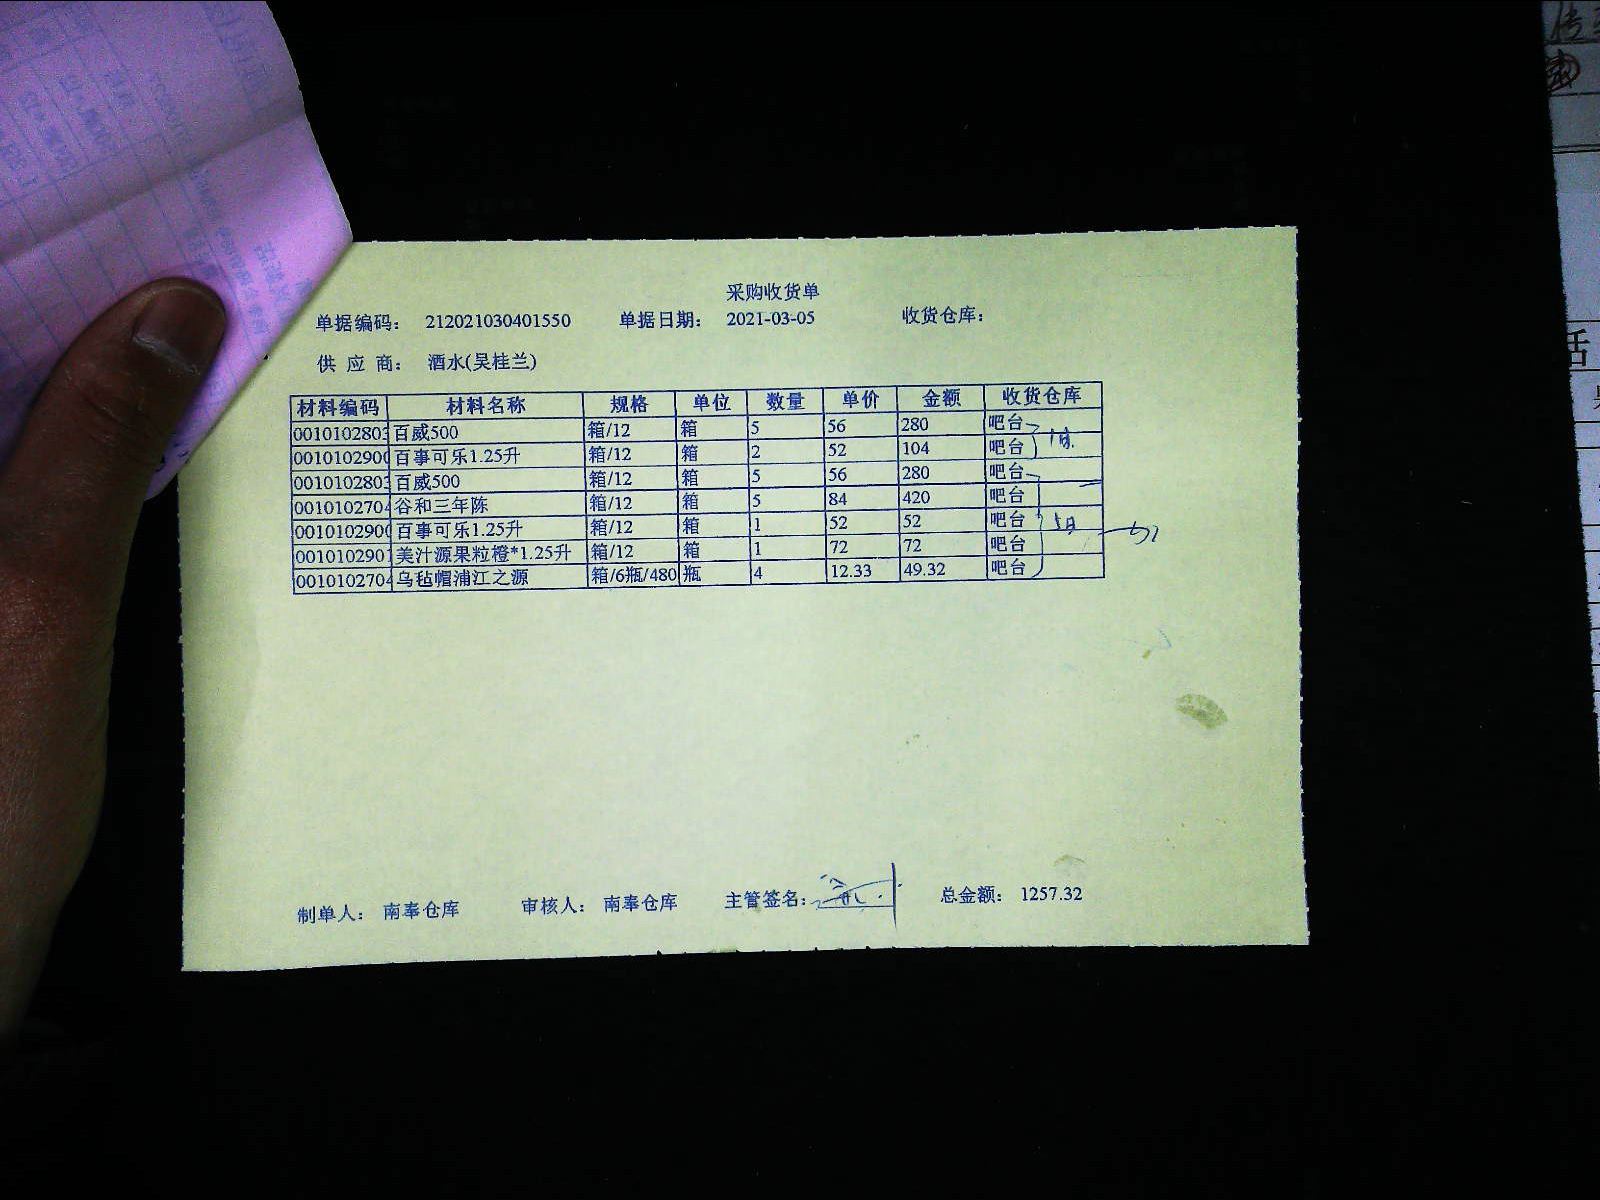 采购收货单
单据编码： 212021030401550 单据日期： 2021-03-05 收货仓库：
供 应 商： 酒水(吴桂兰)
材料编码 材料名称 规格 单位 数量 单价 金额 收货仓库
0010102803 百威500 箱/12 箱 5 56 280 吧台
0010102900 百事可乐1.25升 箱/12 箱 2 52 104 吧台
0010102803 百威500 箱/12 箱 5 56 280 吧台
0010102704 谷和三年陈 箱/12 箱 5 84 420 吧台
0010102900 百事可乐1.25升 箱/12 箱 1 52 52 吧台
0010102901 美汁源果粒橙*1.25升 箱/12 箱 1 72 72 吧台
0010102704 乌毡帽浦江之源 箱/6瓶/480 瓶 4 12.33 49.32 吧台
制单人： 南奉仓库 审核人： 南奉仓库 主管签名： 总金额： 1257.32